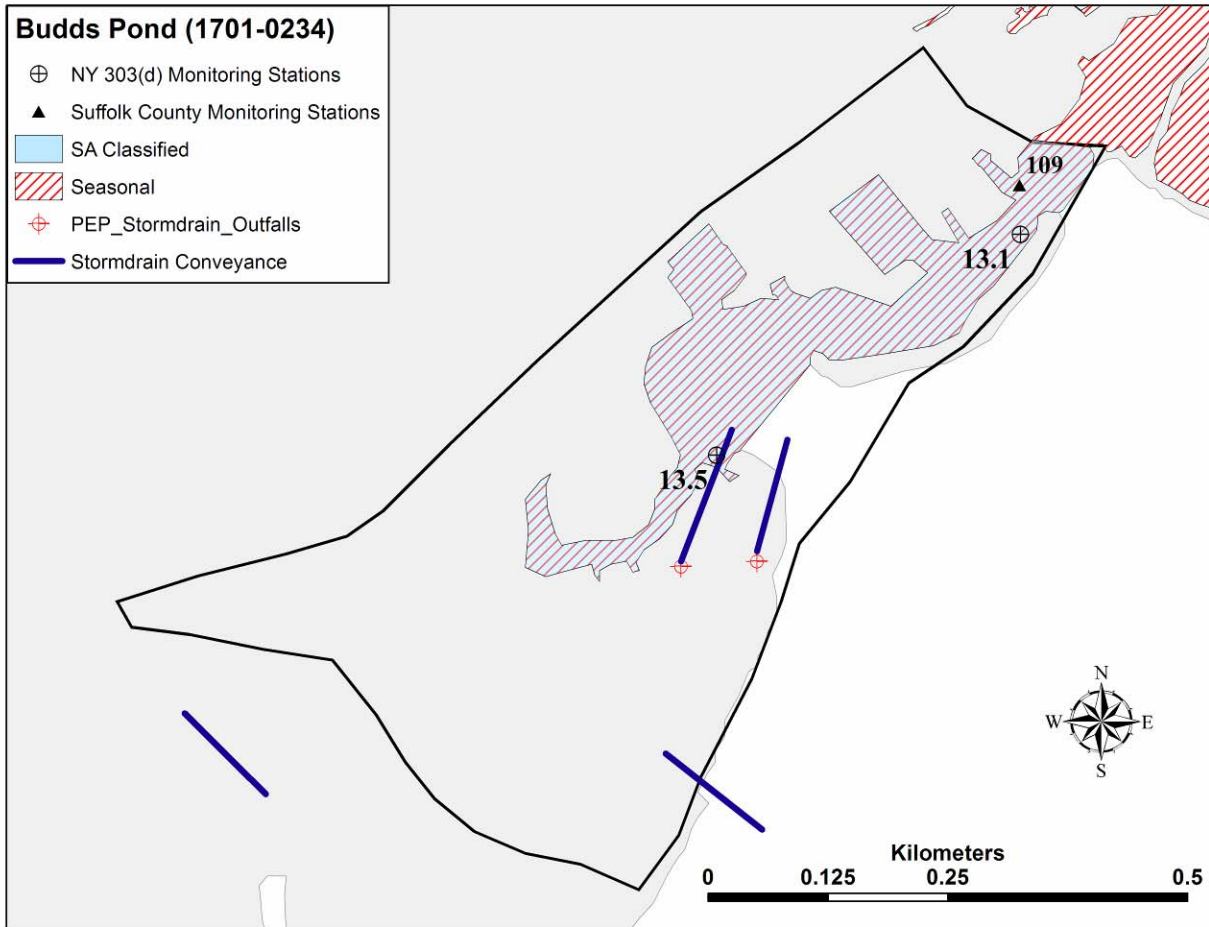 Budds Pond (1701-0234)
NY 303(d) Monitoring Stations
Suffolk County Monitoring Stations
SA Classified
Seasonal
PEP_Stormdrain_Outfalls
Stormdrain Conveyance
109
13.1
13.5
N
W E
S
Kilometers
0 0.125 0.25 0.5